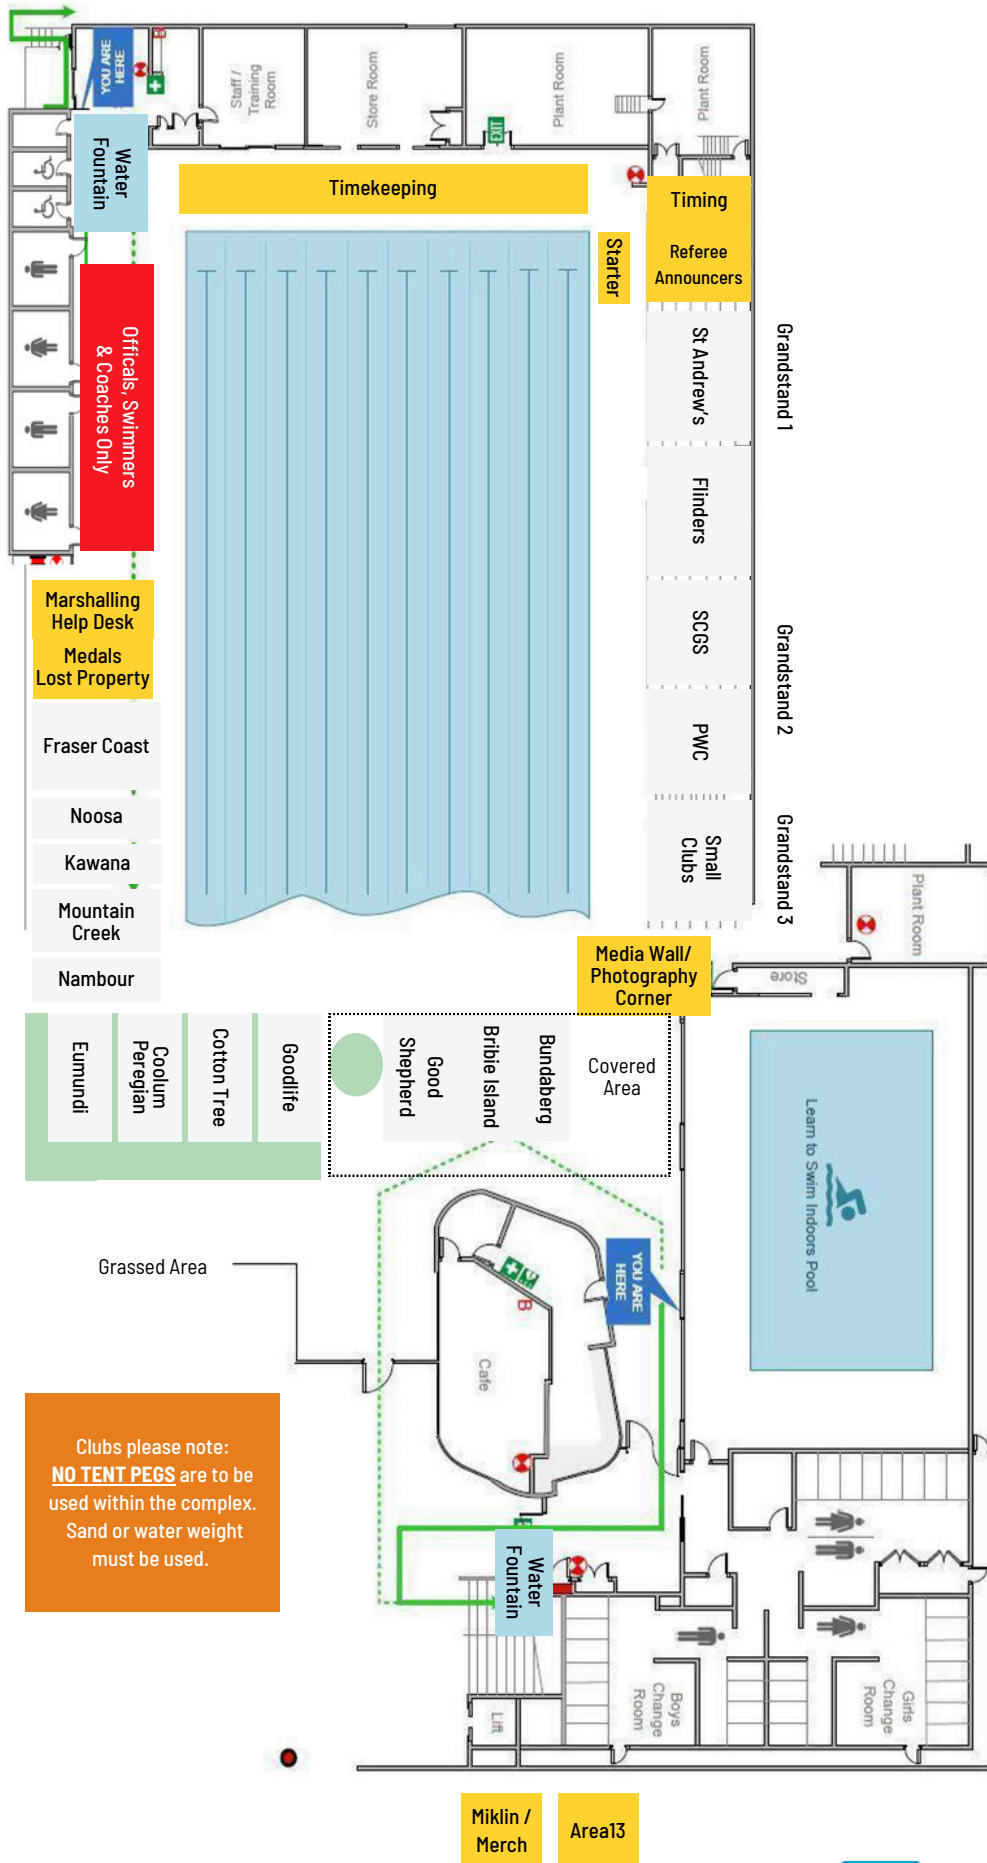 YOU ARE
HERE
B
Staff /
Training
Room
Store Room
Plant Room
Plant Room
EXIT
Water
Fountain
Timekeeping
Timing
Referee
Announcers
Starter
Officals, Swimmers
& Coaches Only
St Andrew's
Grandstand 1
Flinders
SCGS
Grandstand 2
PWC
Small
Clubs
Grandstand 3
Marshalling
Help Desk
Medals
Lost Property
Fraser Coast
Noosa
Kawana
Mountain
Creek
Nambour
Plant Room
Store
Media Wall/
Photography
Corner
Eumundi
Coolum
Peregian
Cotton Tree
Goodlife
Good
Shepherd
Bribie Island
Bundaberg
Covered
Area
Learn to Swim Indoors Pool
Grassed Area
YOU ARE
HERE
B
Cafe
Clubs please note:
NO TENT PEGS are to be
used within the complex.
Sand or water weight
must be used.
Water
Fountain
Boys
Change
Room
Girls
Change
Room
Lift
Miklin /
Merch
Area13